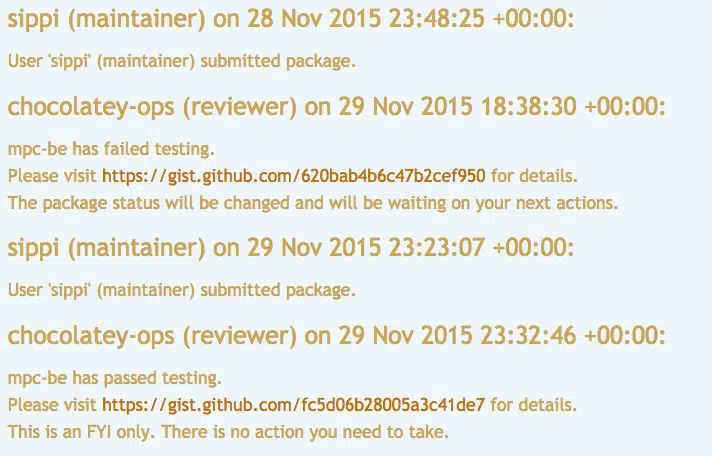 sippi (maintainer) on 28 Nov 2015 23:48:25 +00:00:
User 'sippi' (maintainer) submitted package.
chocolatey-ops (reviewer) on 29 Nov 2015 18:38:30 +00:00:
mpc-be has failed testing.
Please visit https://gist.github.com/620bab4b6c47b2cef950 for details.
The package status will be changed and will be waiting on your next actions.
sippi (maintainer) on 29 Nov 2015 23:23:07 +00:00:
User 'sippi' (maintainer) submitted package.
chocolatey-ops (reviewer) on 29 Nov 2015 23:32:46 +00:00:
mpc-be has passed testing.
Please visit https://gist.github.com/fc5d06b28005a3c41de7 for details.
This is an FYI only. There is no action you need to take.